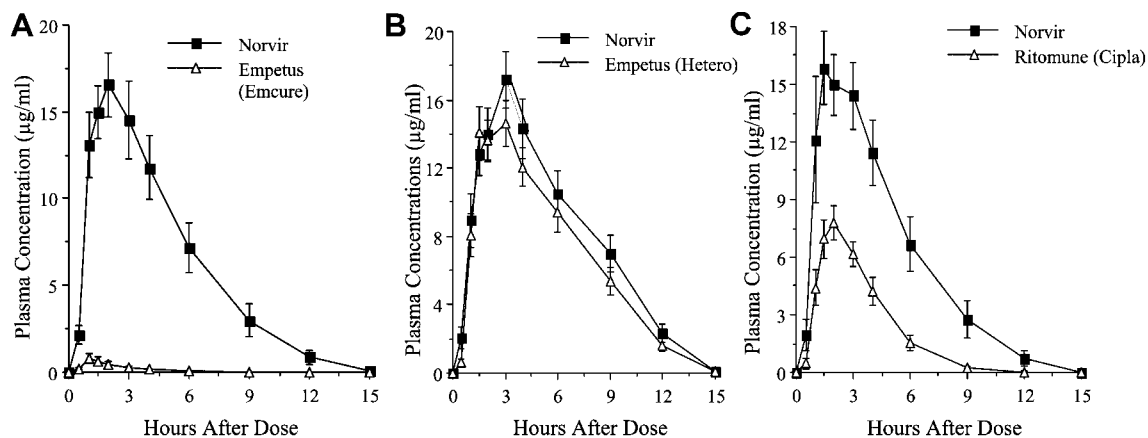 A
Norvir
Empetus
(Emcure)
Plasma Concentration (µg/ml)
20
15
10
5
0
0 3 6 9 12 15
Hours After Dose
B
Norvir
Empetus (Hetero)
Plasma Concentrations (µg/ml)
20
16
12
8
4
0
0 3 6 9 12 15
Hours After Dose
C
Norvir
Ritomune (Cipla)
Plasma Concentration (µg/ml)
18
15
12
9
6
3
0
0 3 6 9 12 15
Hours After Dose